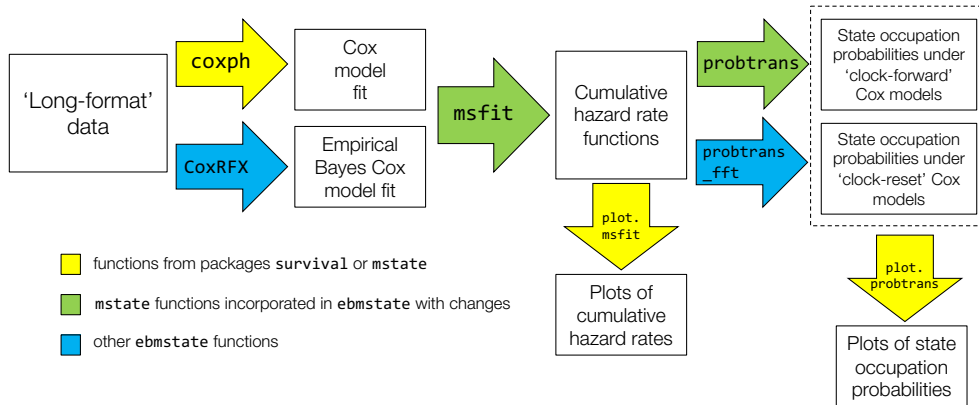 ‘Long-format’
data
coxph
CoxRFX
Cox
model
fit
Empirical
Bayes Cox
model fit
msfit
Cumulative
hazard rate
functions
probtrans
probtrans
_fft
State occupation
probabilities under
‘clock-forward’
Cox models
State occupation
probabilities under
‘clock-reset’ Cox
models
plot.
msfit
plot.
probtrans
Plots of
cumulative
hazard rates
Plots of state
occupation
probabilities
functions from packages survival or mstate
mstate functions incorporated in ebmstate with changes
other ebmstate functions